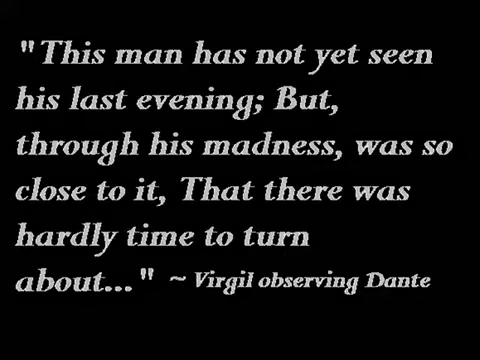 "This man has not yet seen
his last evening; But,
through his madness, was so
close to it, That there was
hardly time to turn
about..." ~ Virgil observing Dante